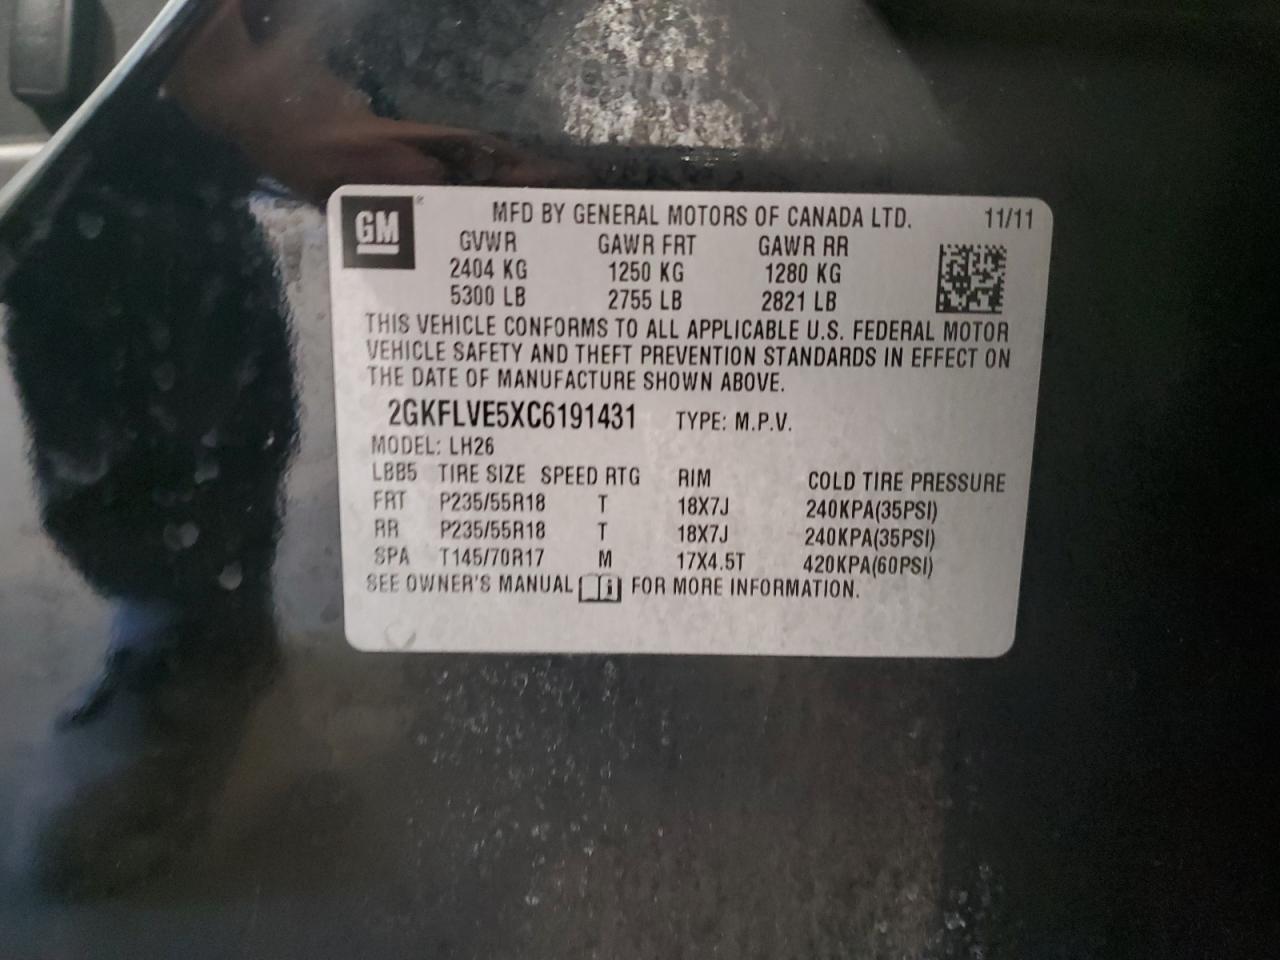 GM® MFD BY GENERAL MOTORS OF CANADA LTD. 11/11
GVWR GAWR FRT GAWR RR
2404 KG 1250 KG 1280 KG
5300 LB 2755 LB 2821 LB
THIS VEHICLE CONFORMS TO ALL APPLICABLE U.S. FEDERAL MOTOR
VEHICLE SAFETY AND THEFT PREVENTION STANDARDS IN EFFECT ON
THE DATE OF MANUFACTURE SHOWN ABOVE.
2GKFLVE5XC6191431 TYPE: M.P.V.
MODEL: LH26
LBB5 TIRE SIZE SPEED RTG RIM COLD TIRE PRESSURE
FRT P235/55R18 T 18X7J 240KPA(35PSI)
RR P235/55R18 T 18X7J 240KPA(35PSI)
SPA T145/70R17 M 17X4.5T 420KPA(60PSI)
SEE OWNER'S MANUAL FOR MORE INFORMATION.